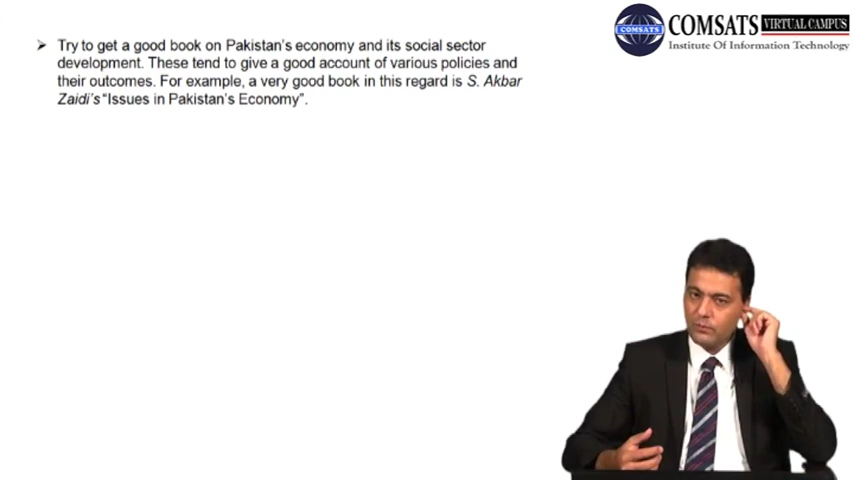 COMSATS VIRTUAL CAMPUS
Institute Of Information Technology
➢ Try to get a good book on Pakistan's economy and its social sector
development. These tend to give a good account of various policies and
their outcomes. For example, a very good book in this regard is S. Akbar
Zaidi's "Issues in Pakistan's Economy".